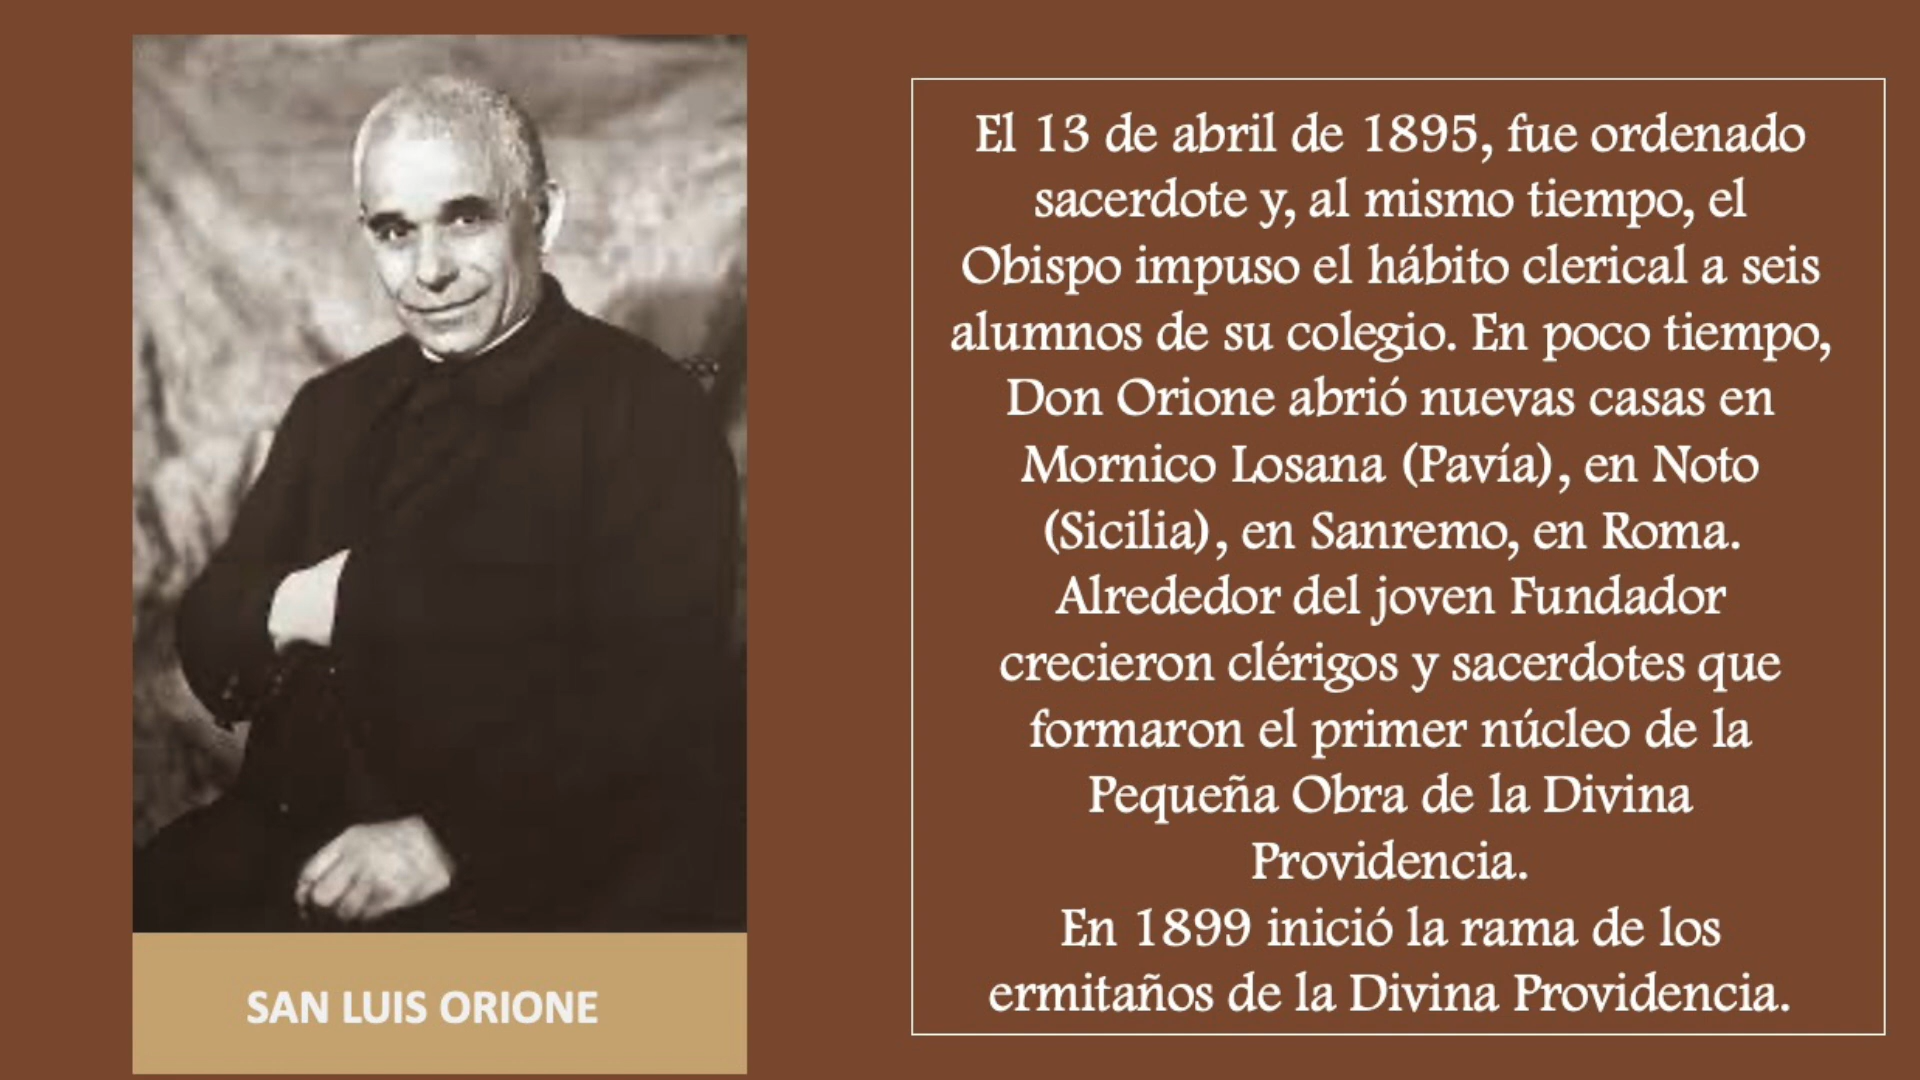 SAN LUIS ORIONE
El 13 de abril de 1895, fue ordenado
sacerdote y, al mismo tiempo, el
Obispo impuso el hábito clerical a seis
alumnos de su colegio. En poco tiempo,
Don Orione abrió nuevas casas en
Mornico Losana (Pavía), en Noto
(Sicilia), en Sanremo, en Roma.
Alrededor del joven Fundador
crecieron clérigos y sacerdotes que
formaron el primer núcleo de la
Pequeña Obra de la Divina
Providencia.
En 1899 inició la rama de los
ermitaños de la Divina Providencia.